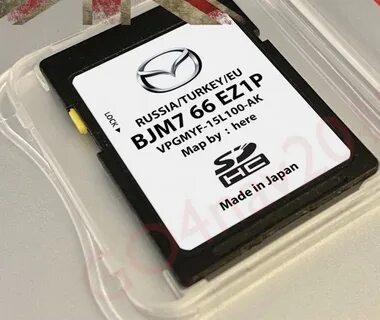 RUSSIA/TURKEY/EU
BJM7 66 EZ1P
VPGMYF-15L100-AK
Map by : here
LOCK
SD
HC
Made in Japan